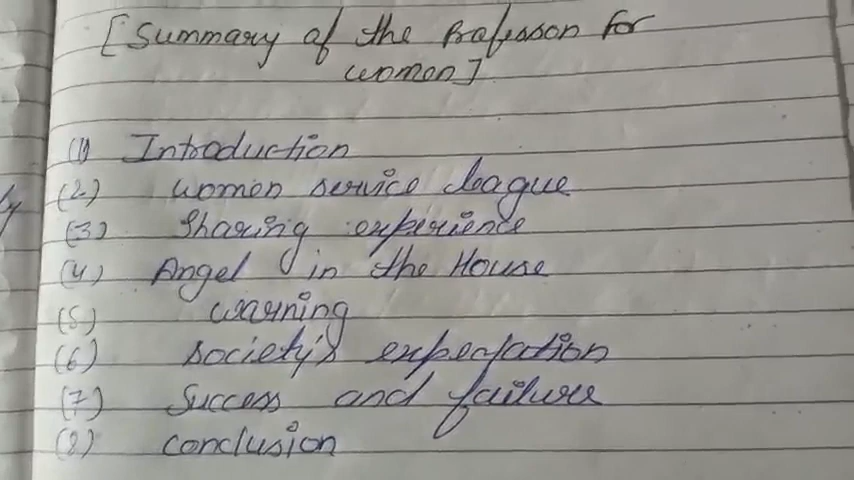 [Summary of the Profession for
women]
(1) Introduction
(2) women service league
(3) Sharing experience
(4) Angel in the House
(5) warning
(6) society's expectation
(7) Success and failure
(8) conclusion